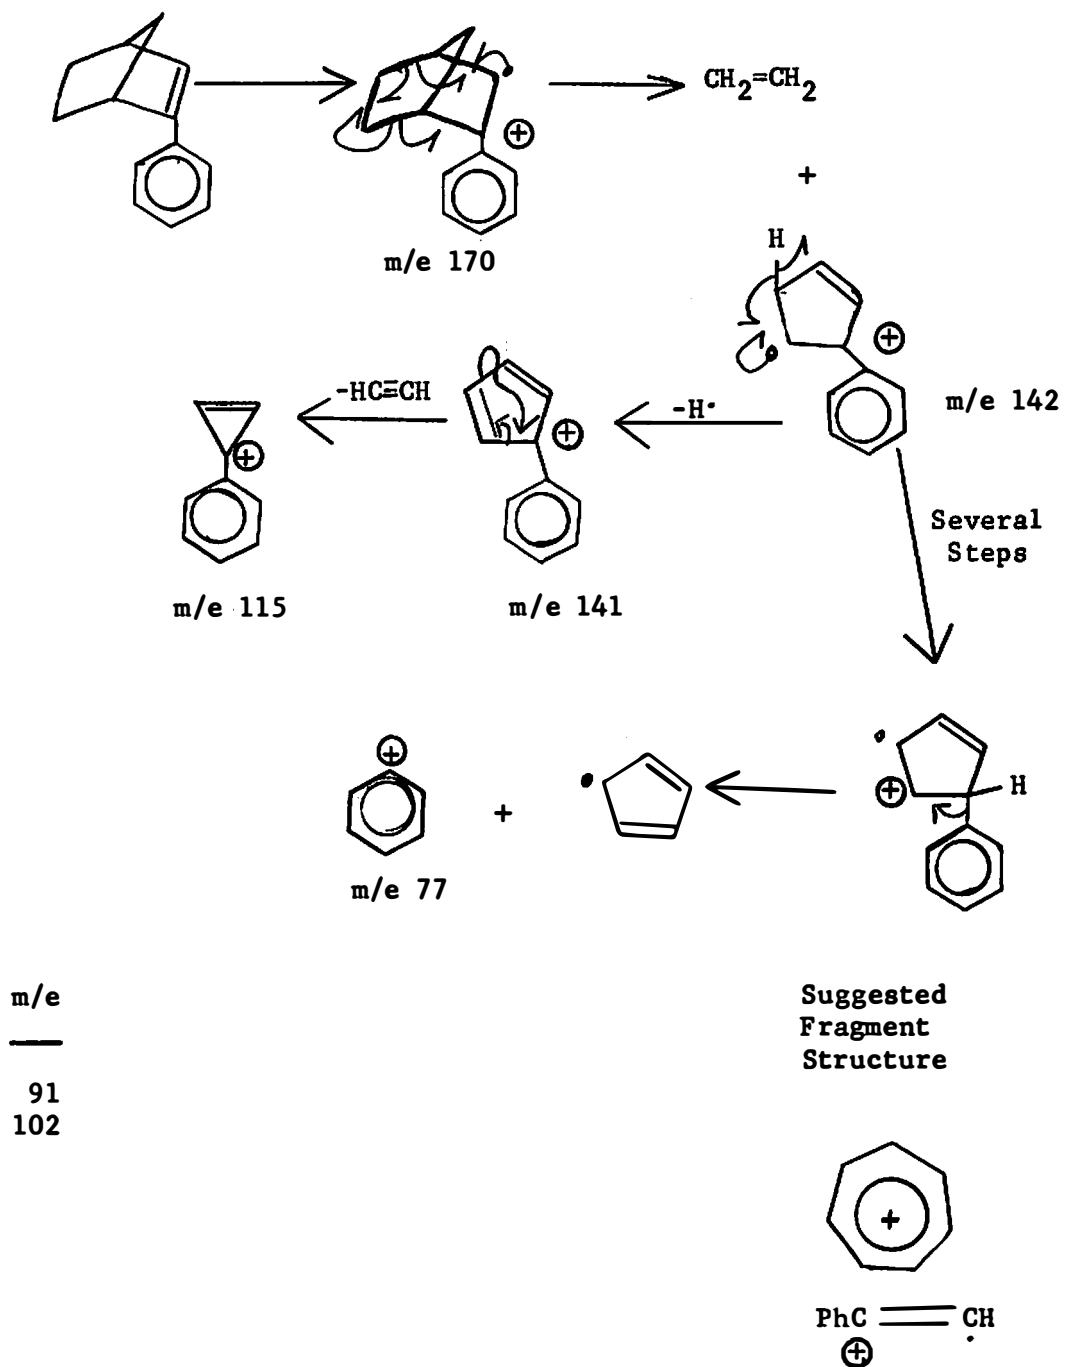 CH2=CH2
+
⊕
m/e 170
H
⊕
m/e 142
-HC≡CH
-H·
⊕
⊕
Several
Steps
m/e 115
m/e 141
⊕
+
⊕
H
m/e 77
m/e
91
102
Suggested
Fragment
Structure
+
PhC=CH
⊕